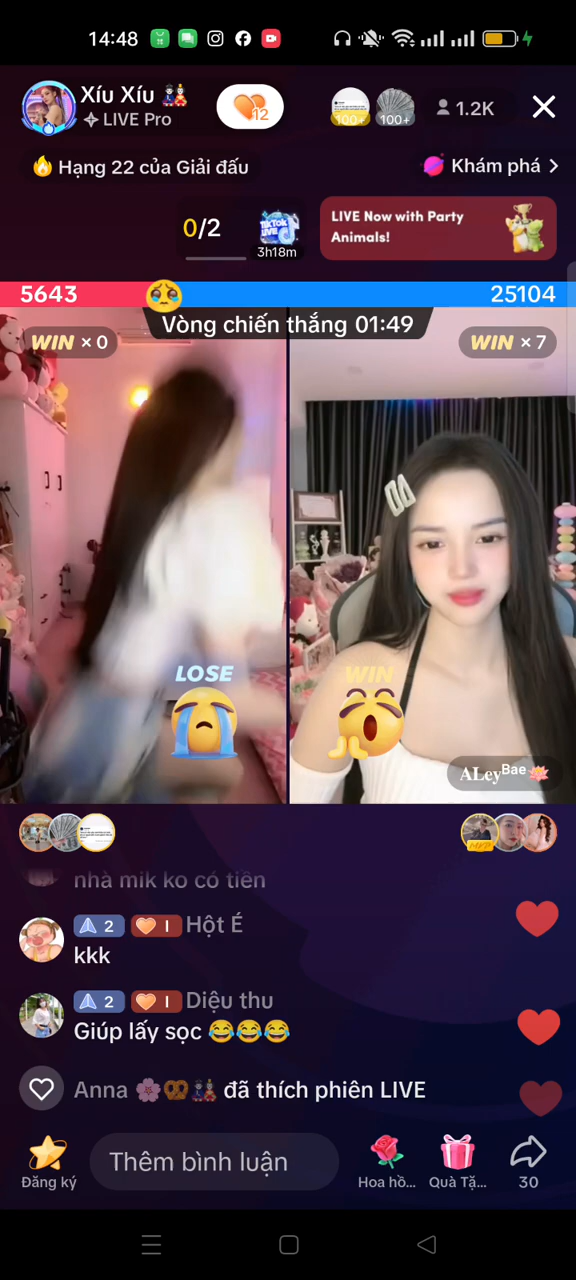 14:48
Xíu Xíu
LIVE Pro
12
100+
100+
1.2K
Hạng 22 của Giải đấu
Khám phá
0/2
TikTok LIVE
3h18m
LIVE Now with Party
Animals!
5643
25104
Vòng chiến thắng 01:49
WIN × 0
WIN × 7
LOSE
WIN
ALeyBae
nhà mik ko có tiền
2
I
Hột É
kkk
2
I
Diệu thu
Giúp lấy sọc 😂😂😂
Anna 🌸🥨🎎 đã thích phiên LIVE
Đăng ký
Thêm bình luận
Hoa hồ...
Quà Tặ...
30